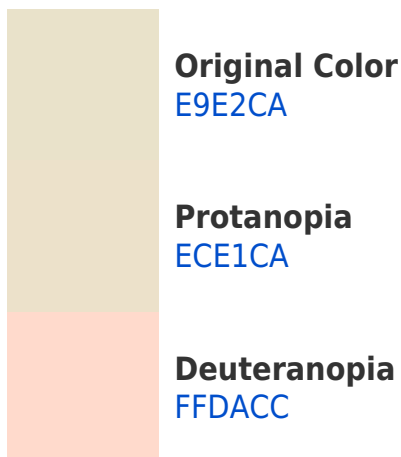 Original Color
E9E2CA
Protanopia
ECE1CA
Deuteranopia
FFDACC